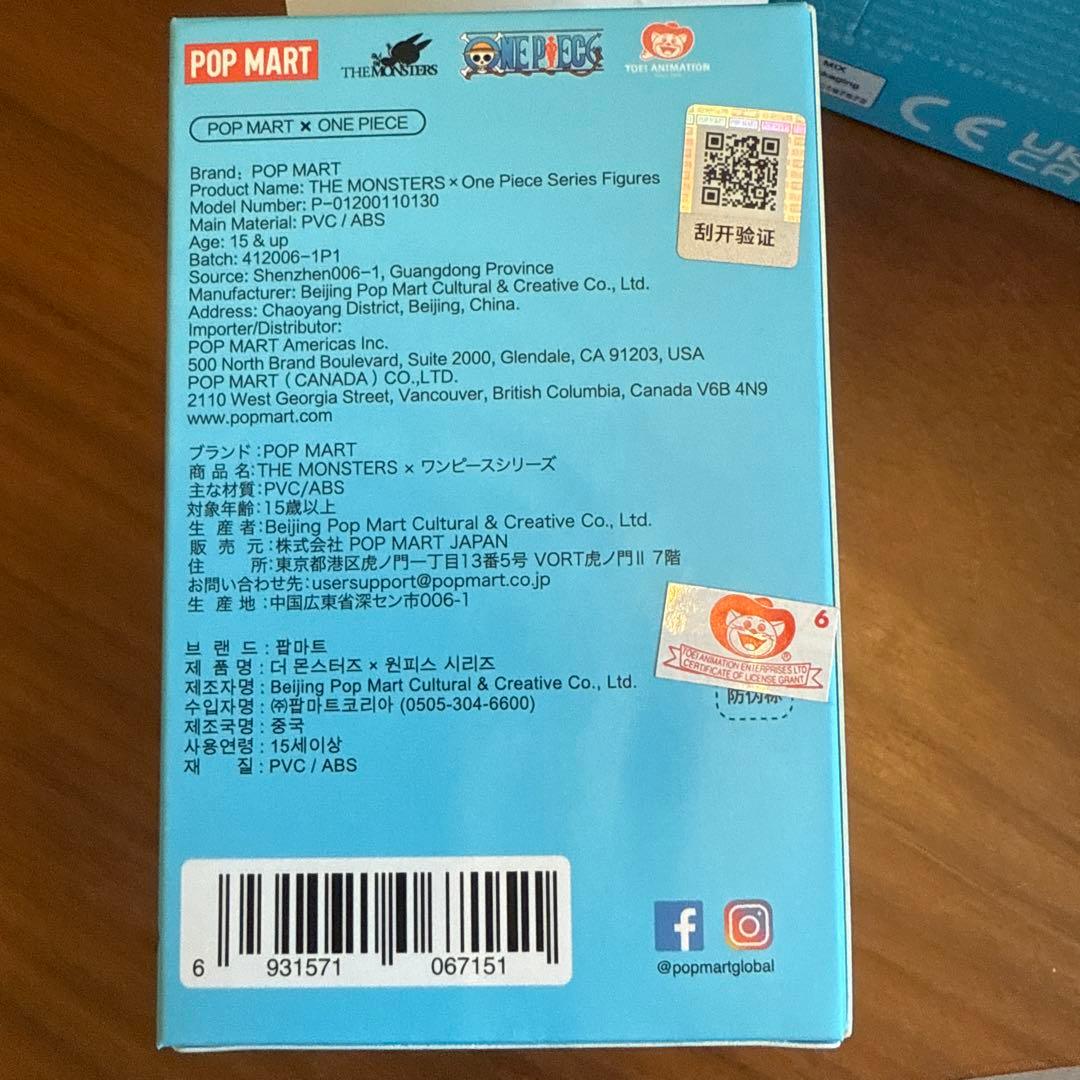 POP MART
THE MONSTERS
ONE PIECE
TOEI ANIMATION
MIX
CE
UK
CA
POP MART × ONE PIECE
Brand: POP MART
Product Name: THE MONSTERS × One Piece Series Figures
Model Number: P-01200110130
Main Material: PVC / ABS
Age: 15 & up
Batch: 412006-1P1
Source: Shenzhen006-1, Guangdong Province
Manufacturer: Beijing Pop Mart Cultural & Creative Co., Ltd.
Address: Chaoyang District, Beijing, China.
Importer/Distributor:
POP MART Americas Inc.
500 North Brand Boulevard, Suite 2000, Glendale, CA 91203, USA
POP MART ( CANADA ) CO.,LTD.
2110 West Georgia Street, Vancouver, British Columbia, Canada V6B 4N9
www.popmart.com
刮开验证
ブランド:POP MART
商 品 名:THE MONSTERS × ワンピースシリーズ
主な材質:PVC/ABS
対象年齢:15歳以上
生 産 者:Beijing Pop Mart Cultural & Creative Co., Ltd.
販 売 元:株式会社 POP MART JAPAN
住 所:東京都港区虎ノ門一丁目13番5号 VORT虎ノ門II 7階
お問い合わせ先:usersupport@popmart.co.jp
生 産 地:中国広東省深セン市006-1
6
TOEI ANIMATION ENTERPRISES LTD
CERTIFICATE OF LICENSE GRANT
防伪标
브 랜 드 : 팝마트
제 품 명 : 더 몬스터즈 × 원피스 시리즈
제조자명 : Beijing Pop Mart Cultural & Creative Co., Ltd.
수입자명 : ㈜팝마트코리아 (0505-304-6600)
제조국명 : 중국
사용연령 : 15세이상
재 질 : PVC / ABS
6 931571 067151
@popmartglobal